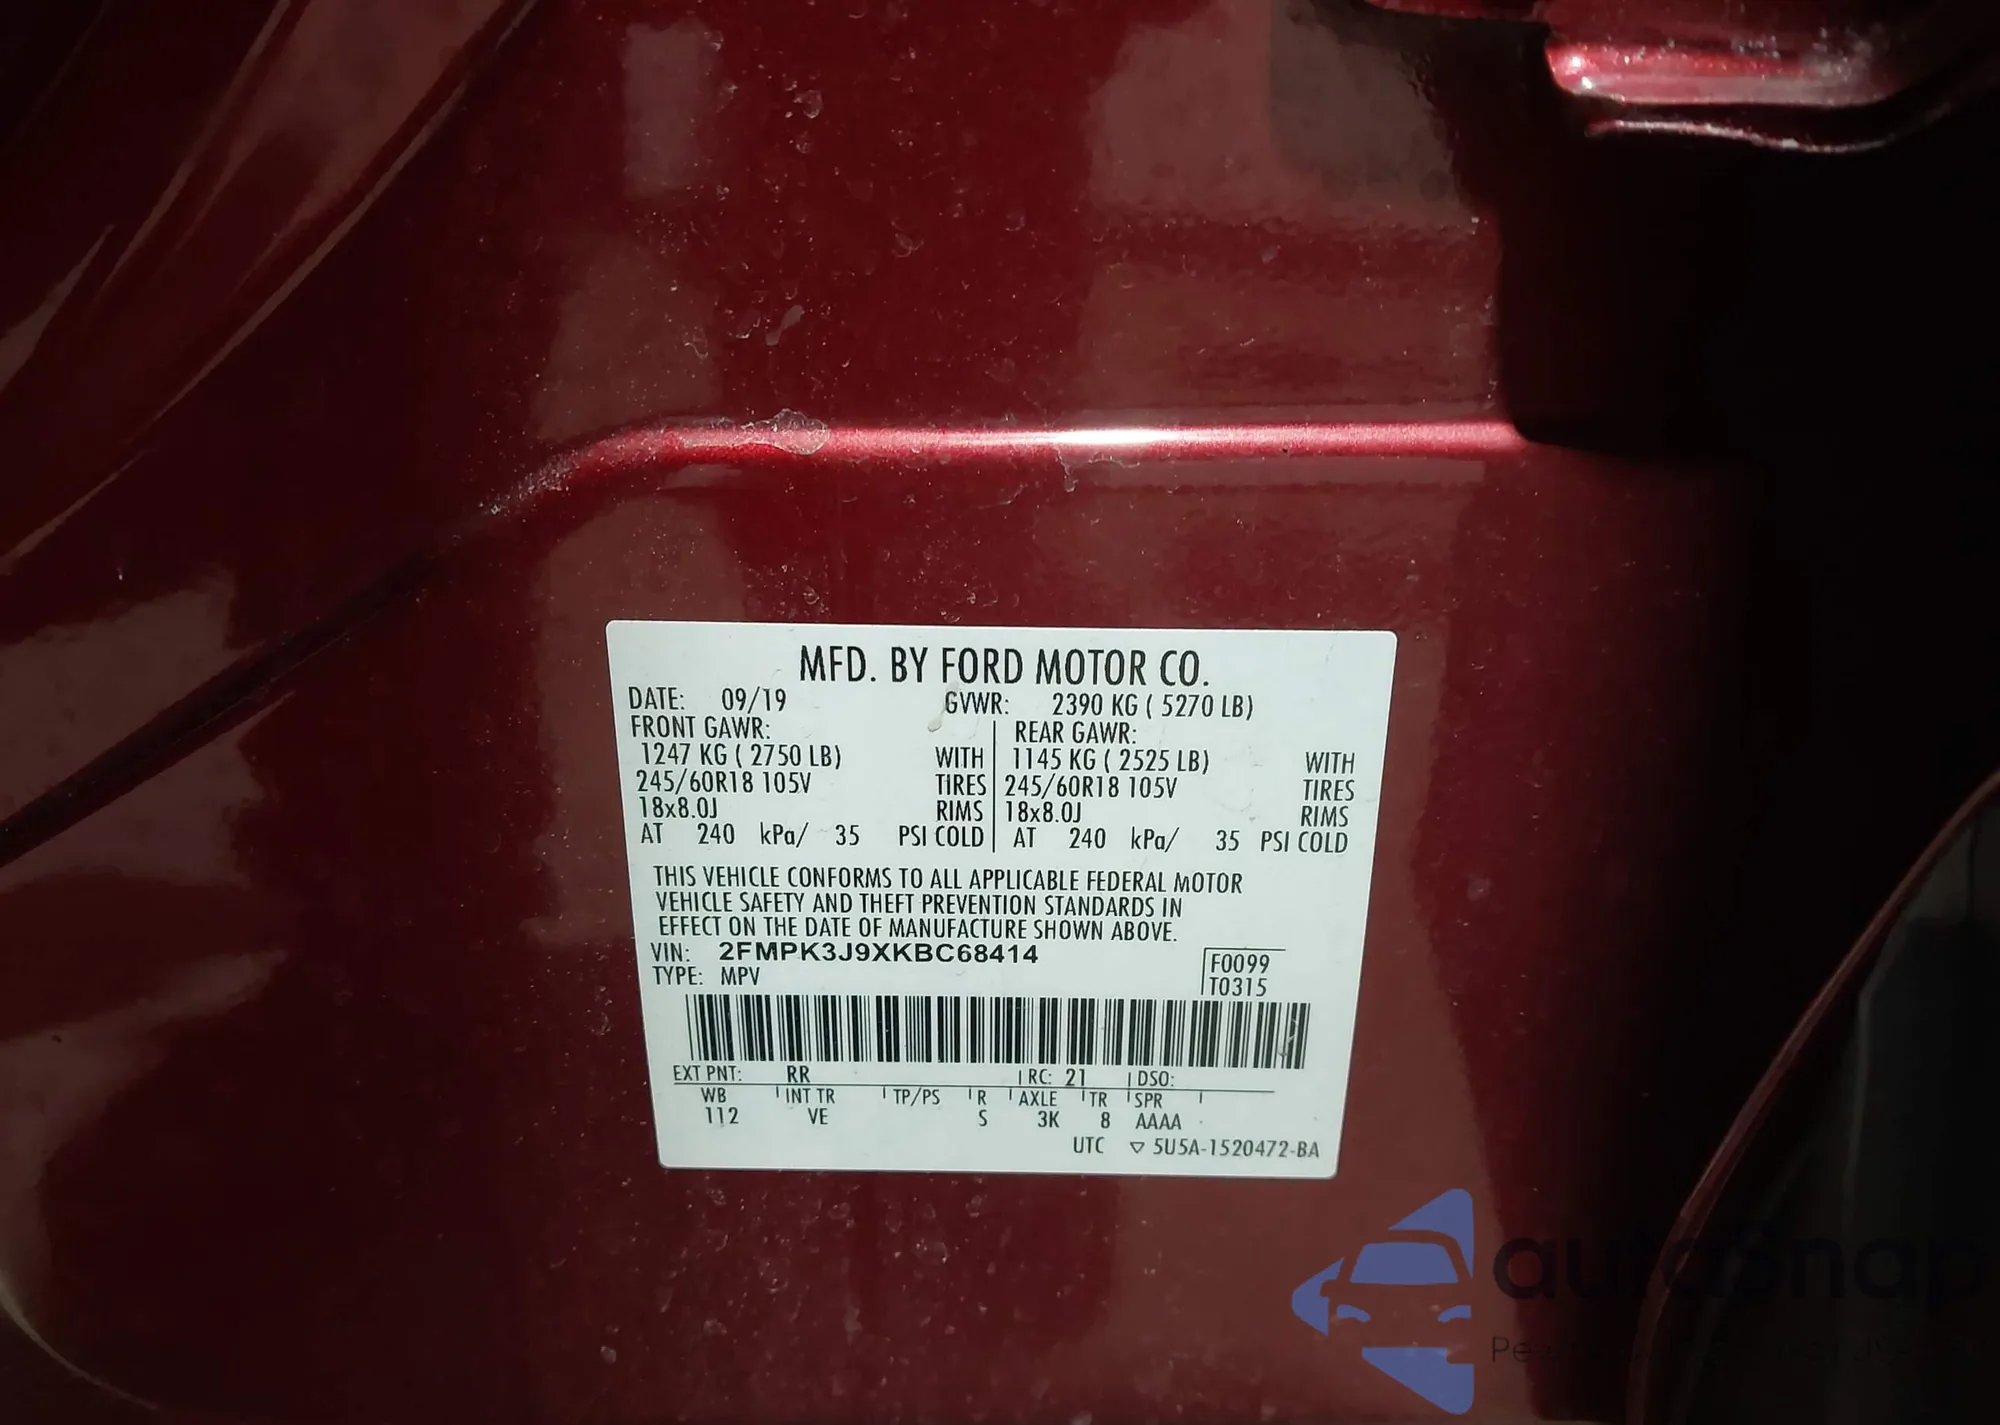 MFD. BY FORD MOTOR CO.
DATE: 09/19 GVWR: 2390 KG ( 5270 LB)
FRONT GAWR: REAR GAWR:
1247 KG ( 2750 LB) WITH 1145 KG ( 2525 LB) WITH
245/60R18 105V TIRES 245/60R18 105V TIRES
18x8.0J RIMS 18x8.0J RIMS
AT 240 kPa/ 35 PSI COLD AT 240 kPa/ 35 PSI COLD
THIS VEHICLE CONFORMS TO ALL APPLICABLE FEDERAL MOTOR
VEHICLE SAFETY AND THEFT PREVENTION STANDARDS IN
EFFECT ON THE DATE OF MANUFACTURE SHOWN ABOVE.
VIN: 2FMPK3J9XKBC68414
TYPE: MPV
F0099
T0315
EXT PNT: RR RC: 21 DSO:
WB INT TR TP/PS R AXLE TR SPR
112 VE S 3K 8 AAAA
UTC ▽ 5U5A-1520472-BA
autosnap